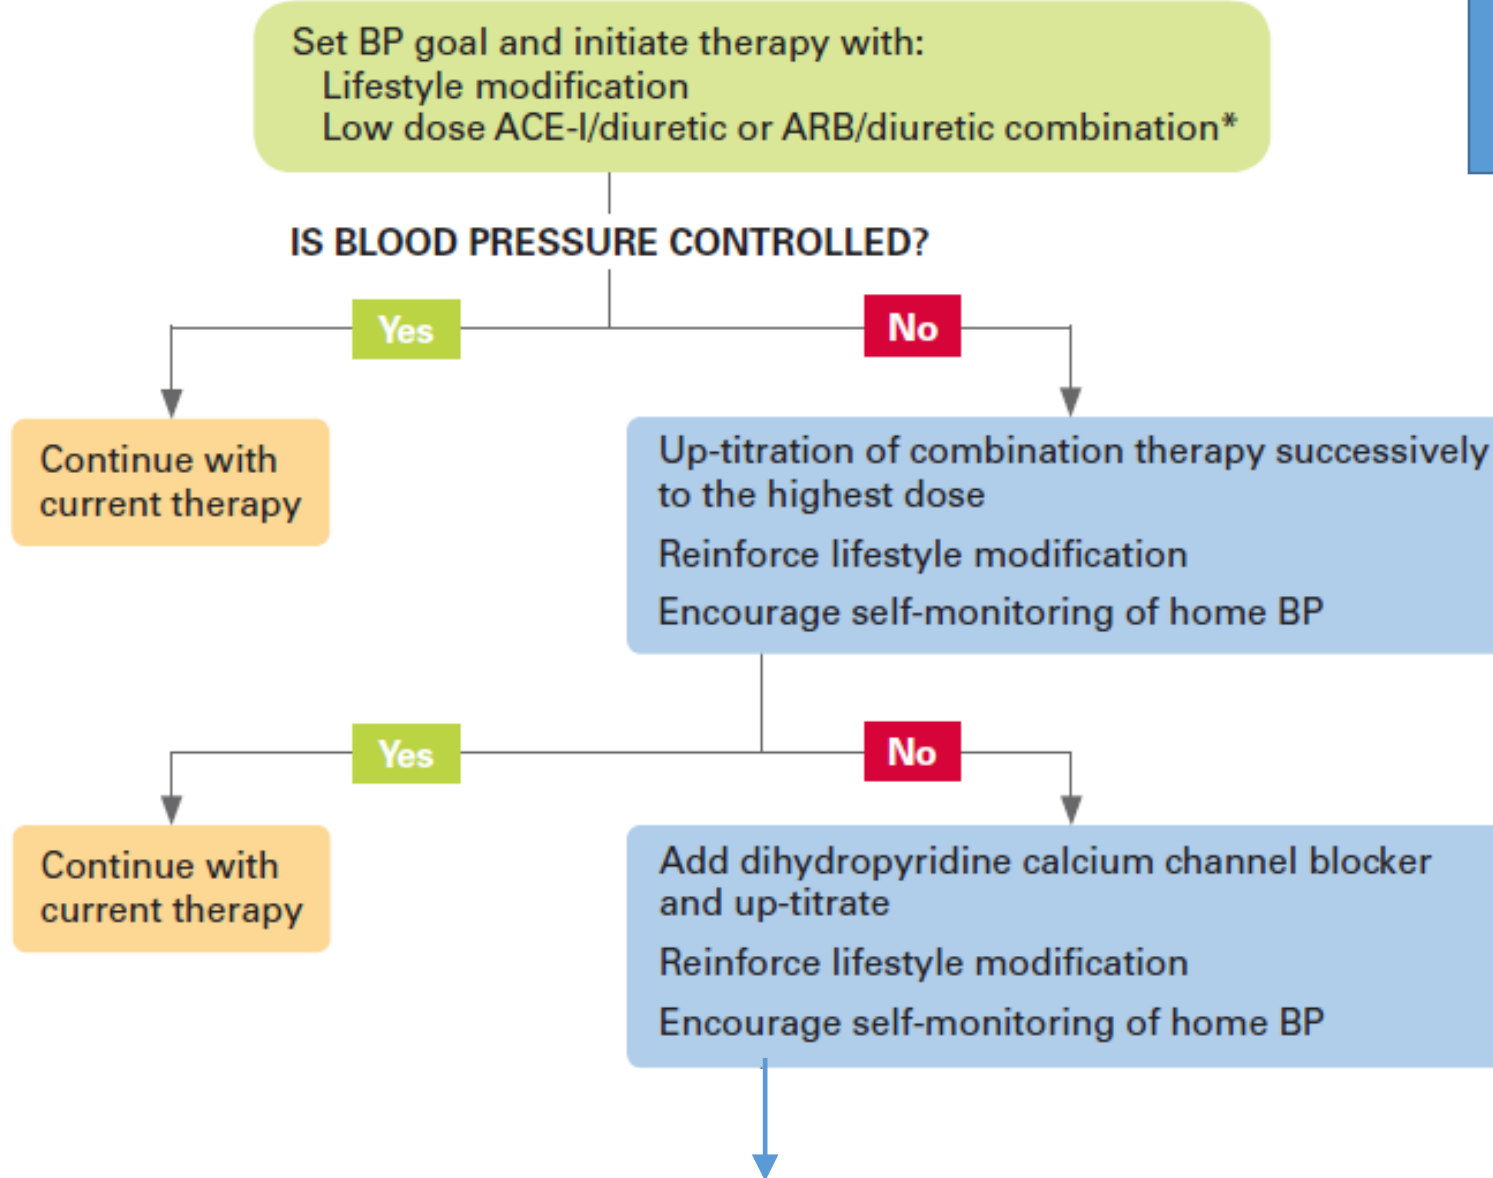 Set BP goal and initiate therapy with:
Lifestyle modification
Low dose ACE-I/diuretic or ARB/diuretic combination*
IS BLOOD PRESSURE CONTROLLED?
Yes
No
Continue with
current therapy
Up-titration of combination therapy successively
to the highest dose
Reinforce lifestyle modification
Encourage self-monitoring of home BP
Yes
No
Continue with
current therapy
Add dihydropyridine calcium channel blocker
and up-titrate
Reinforce lifestyle modification
Encourage self-monitoring of home BP